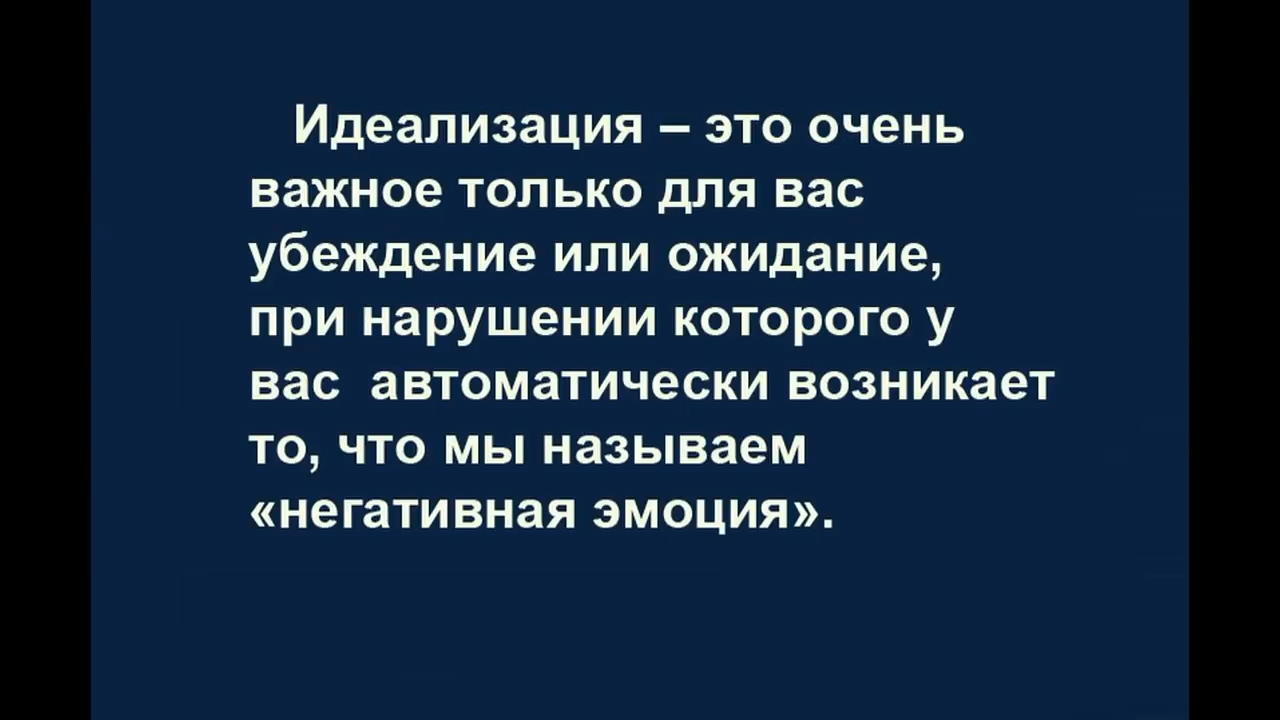 Идеализация – это очень
важное только для вас
убеждение или ожидание,
при нарушении которого у
вас  автоматически возникает
то, что мы называем
«негативная эмоция».